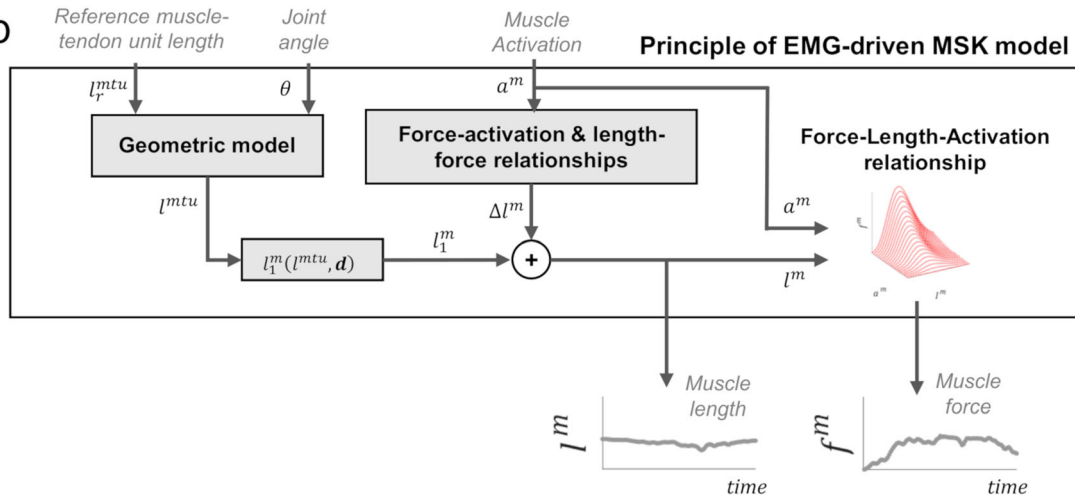 b
Reference muscle-
tendon unit length
Joint
angle
Muscle
Activation
Principle of EMG-driven MSK model
l_r^{mtu}
θ
a^m
Geometric model
Force-activation & length-
force relationships
Force-Length-Activation
relationship
l^{mtu}
Δl^m
a^m
l_1^m(l^{mtu}, d)
l_1^m
+
l^m
f^m
a^m
l^m
Muscle
length
l^m
time
Muscle
force
f^m
time